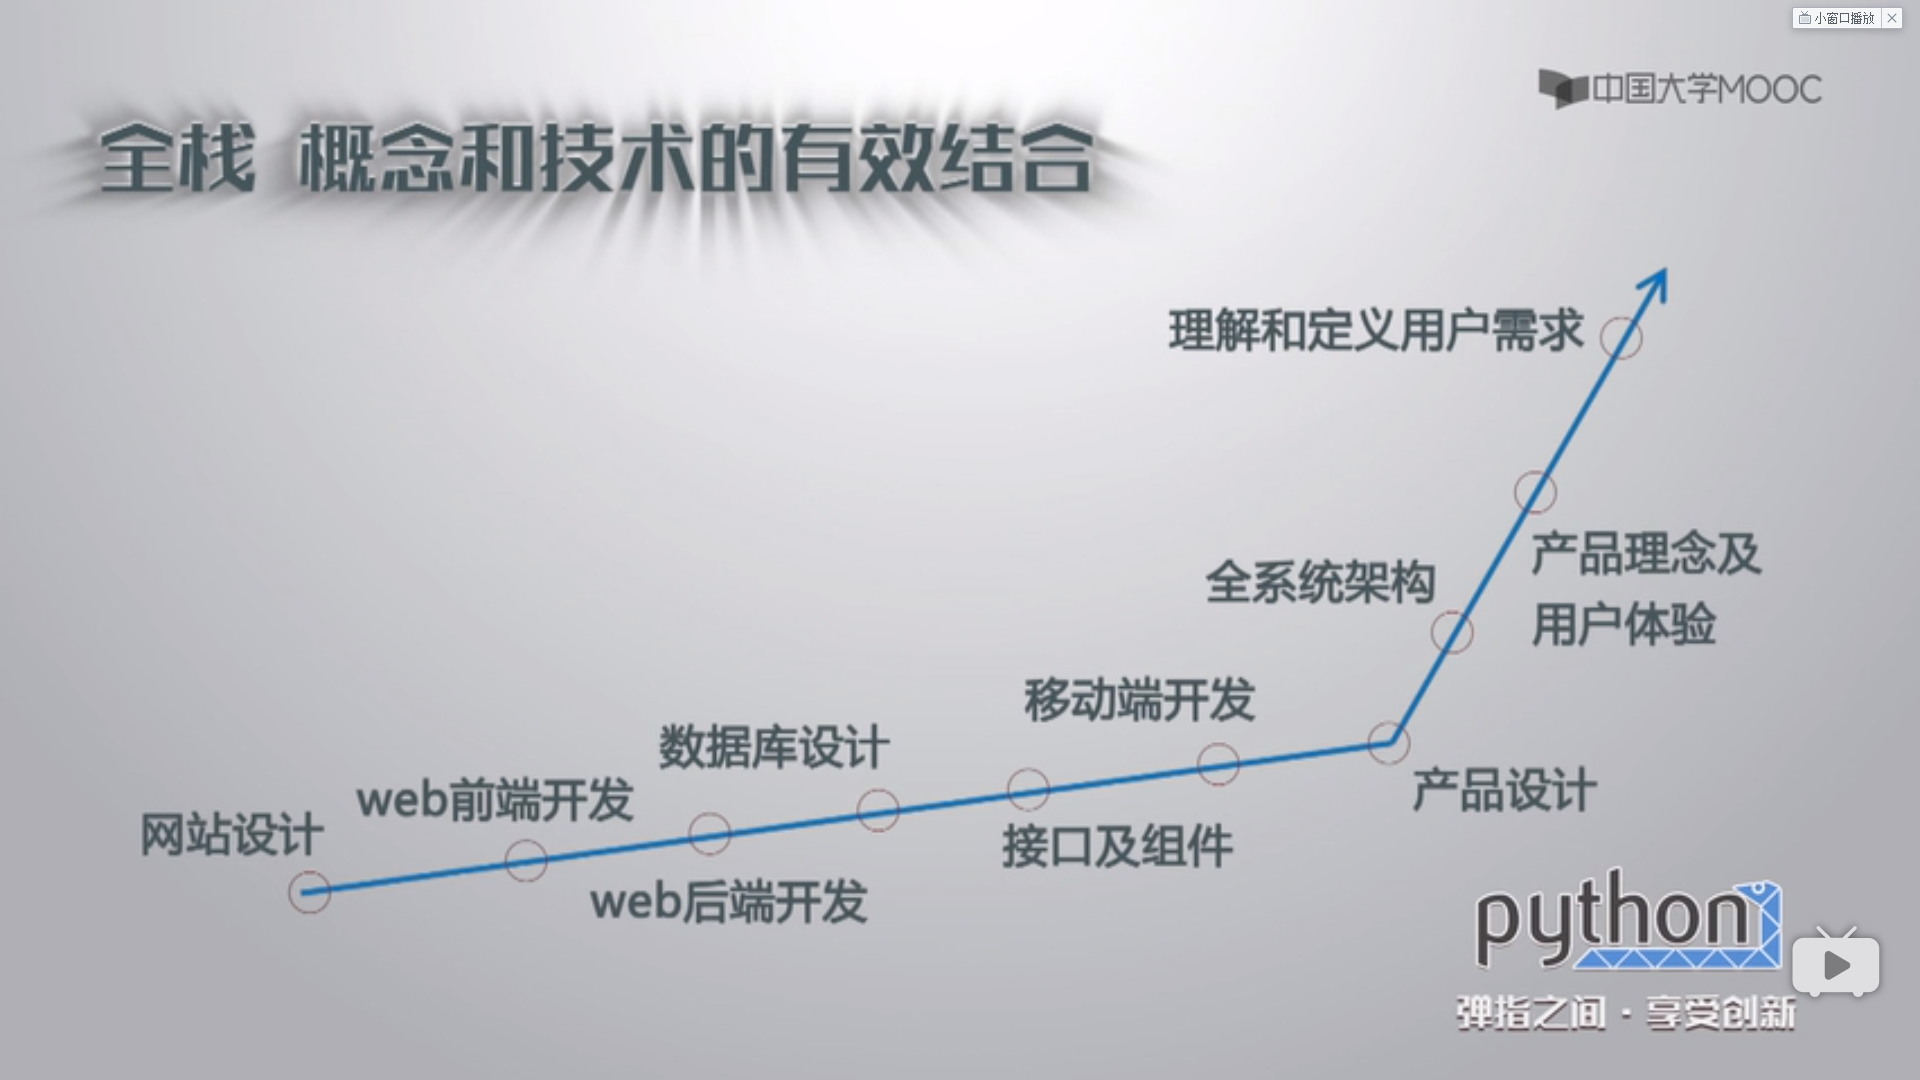 小窗口播放
中国大学MOOC
全栈 概念和技术的有效结合
理解和定义用户需求
产品理念及
用户体验
全系统架构
移动端开发
数据库设计
产品设计
web前端开发
网站设计
接口及组件
web后端开发
python
弹指之间·享受创新